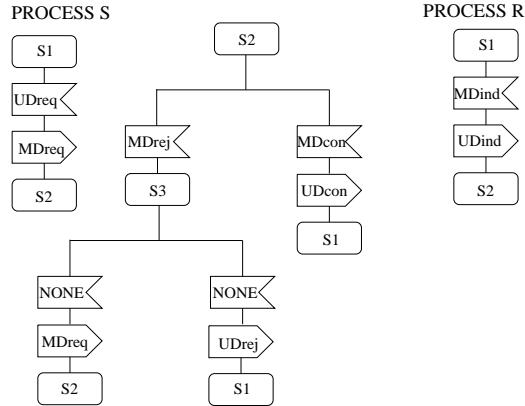 PROCESS S
S1
UDreq
MDreq
S2
S2
MDrej
MDcon
S3
UDcon
S1
NONE
NONE
MDreq
UDrej
S2
S1
PROCESS R
S1
MDind
UDind
S2